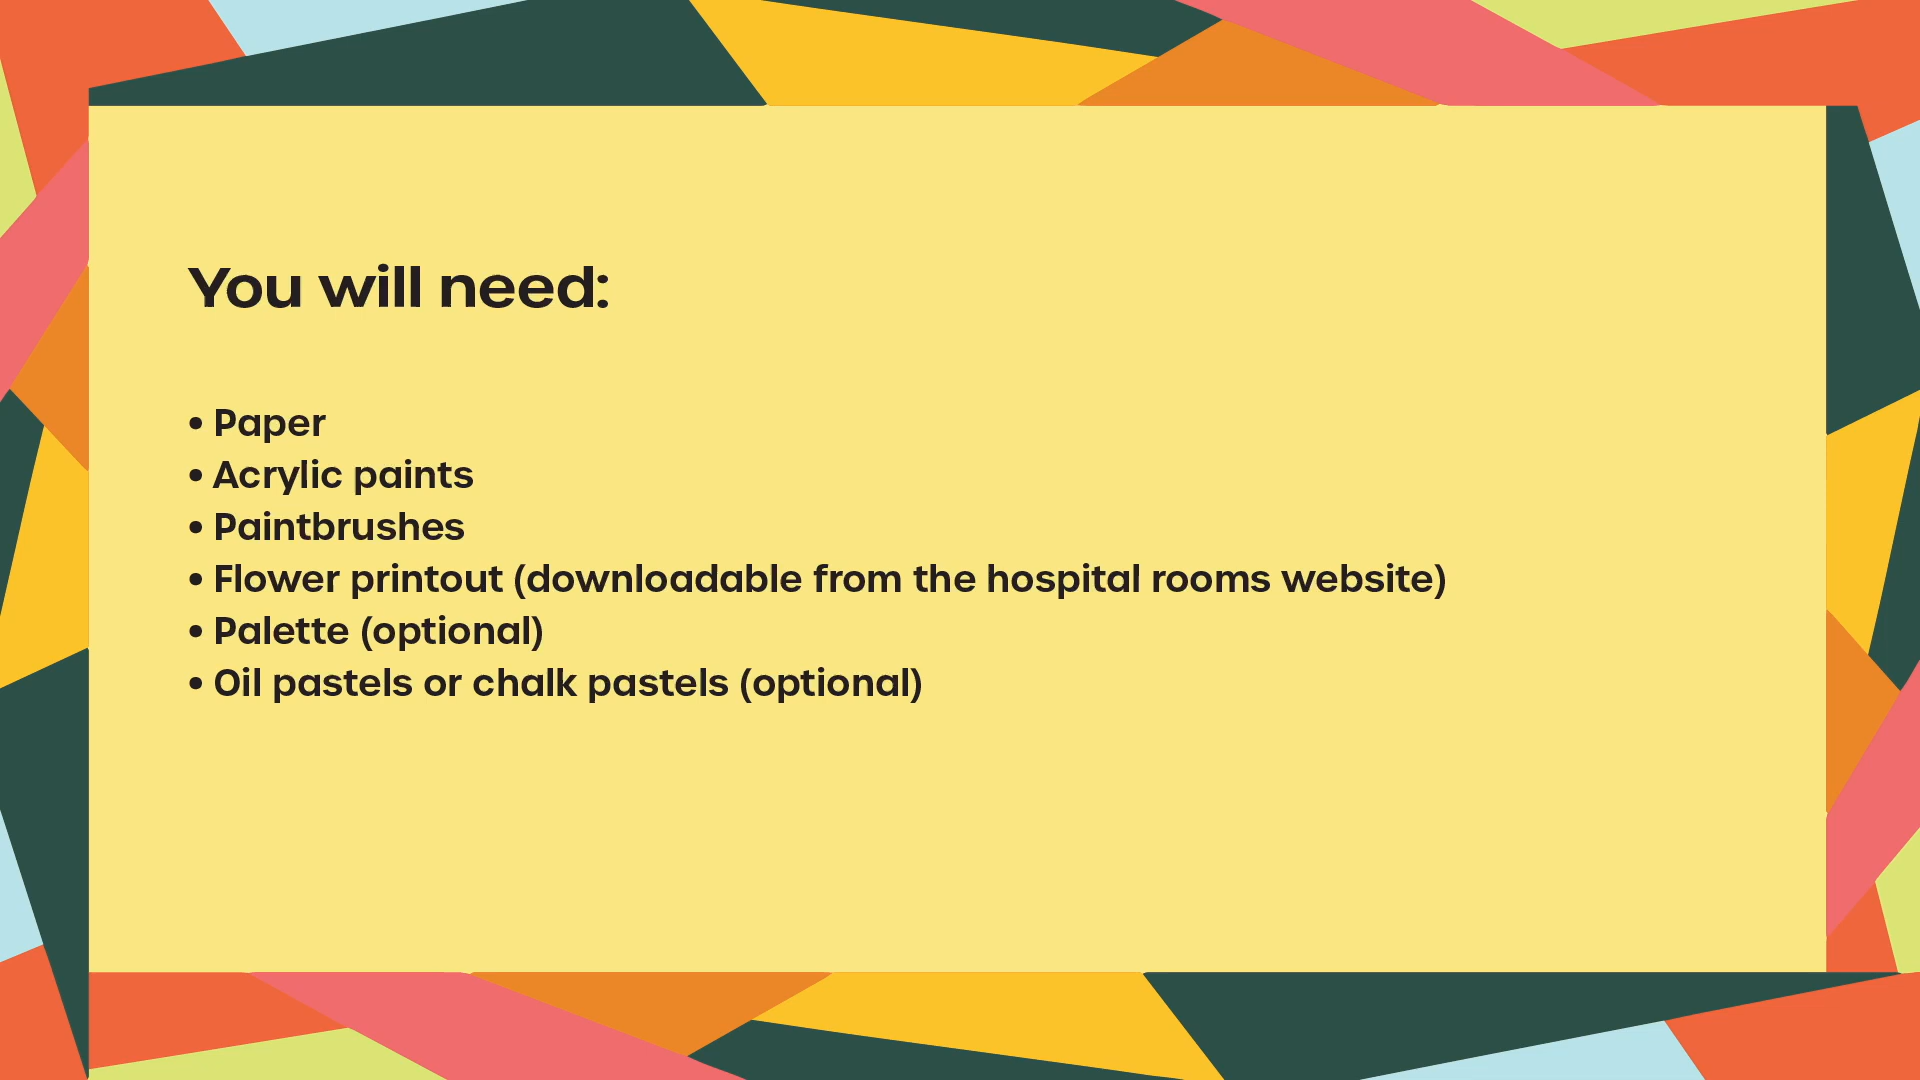 You will need:
• Paper
• Acrylic paints
• Paintbrushes
• Flower printout (downloadable from the hospital rooms website)
• Palette (optional)
• Oil pastels or chalk pastels (optional)